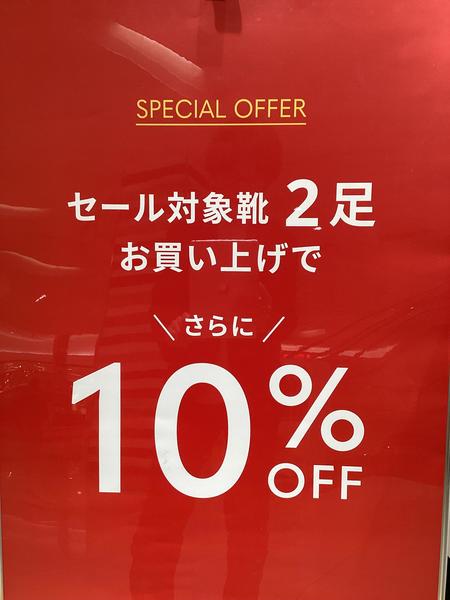 SPECIAL OFFER
セール対象靴 2足
お買い上げで
\ さらに /
10%
OFF